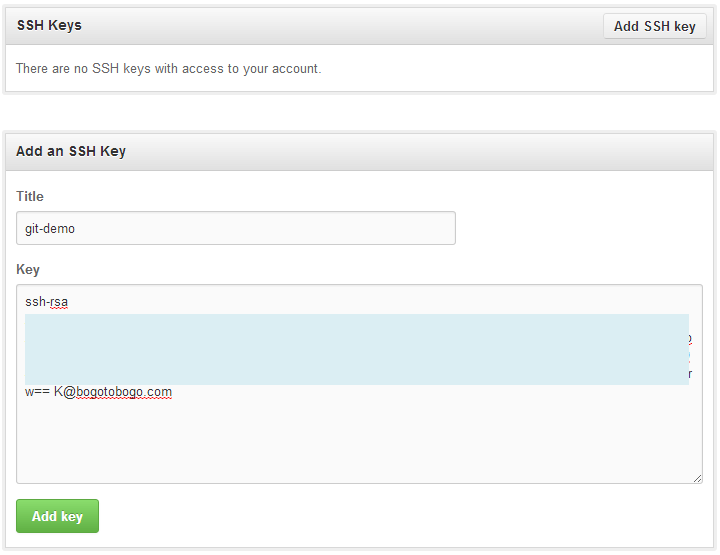 SSH Keys
Add SSH key
There are no SSH keys with access to your account.
Add an SSH Key
Title
git-demo
Key
ssh-rsa
r
w== K@bogotobogo.com
Add key